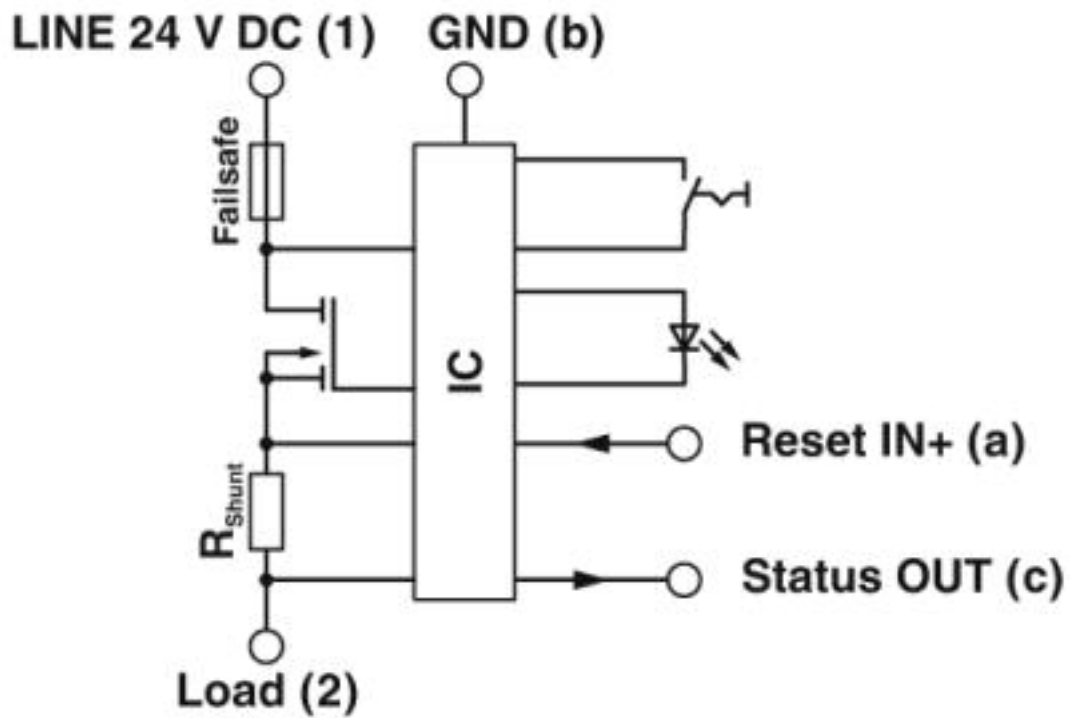 LINE 24 V DC (1)
GND (b)
Failsafe
IC
Reset IN+ (a)
RShunt
Status OUT (c)
Load (2)